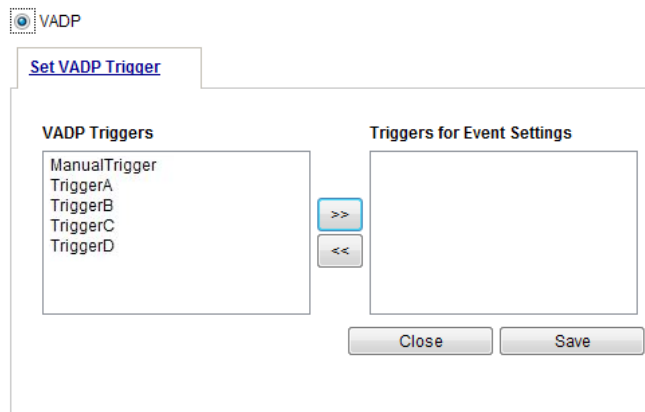 VADP
Set VADP Trigger
VADP Triggers
Triggers for Event Settings
ManualTrigger
TriggerA
TriggerB
TriggerC
TriggerD
>>
<<
Close
Save